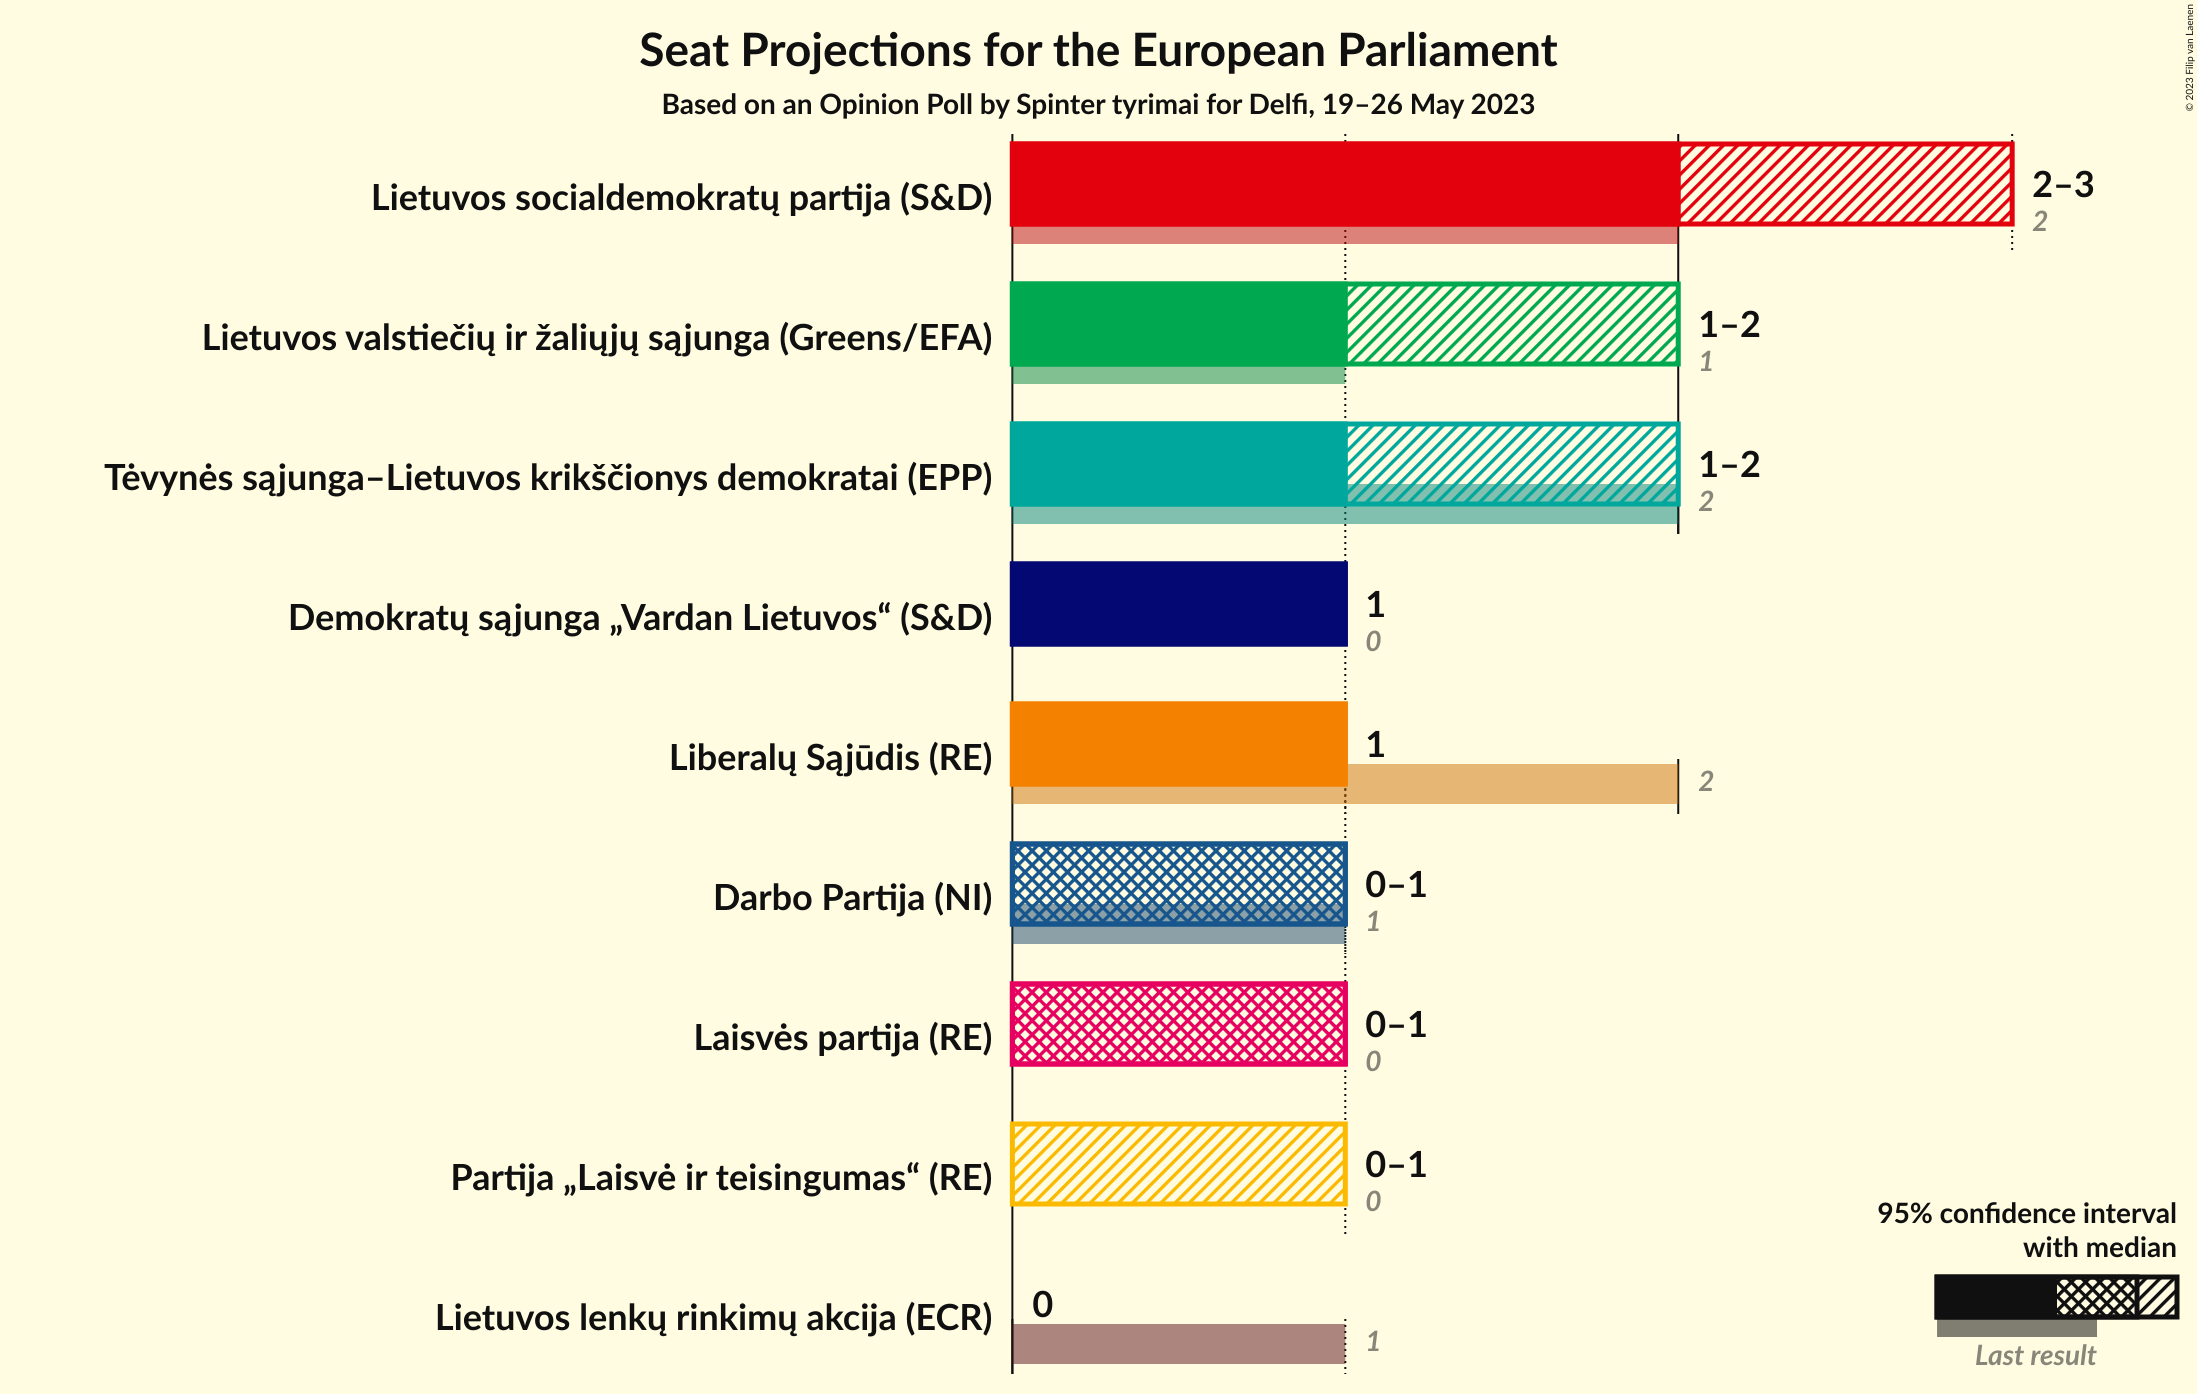 Seat Projections for the European Parliament
Based on an Opinion Poll by Spinter tyrimai for Delfi, 19–26 May 2023
© 2023 Filip van Laenen
Lietuvos socialdemokratų partija (S&D)
2–3
2
Lietuvos valstiečių ir žaliųjų sąjunga (Greens/EFA)
1–2
1
Tėvynės sąjunga–Lietuvos krikščionys demokratai (EPP)
1–2
2
Demokratų sąjunga „Vardan Lietuvos“ (S&D)
1
0
Liberalų Sąjūdis (RE)
1
2
Darbo Partija (NI)
0–1
1
Laisvės partija (RE)
0–1
0
Partija „Laisvė ir teisingumas“ (RE)
0–1
0
Lietuvos lenkų rinkimų akcija (ECR)
0
1
95% confidence interval
with median
Last result